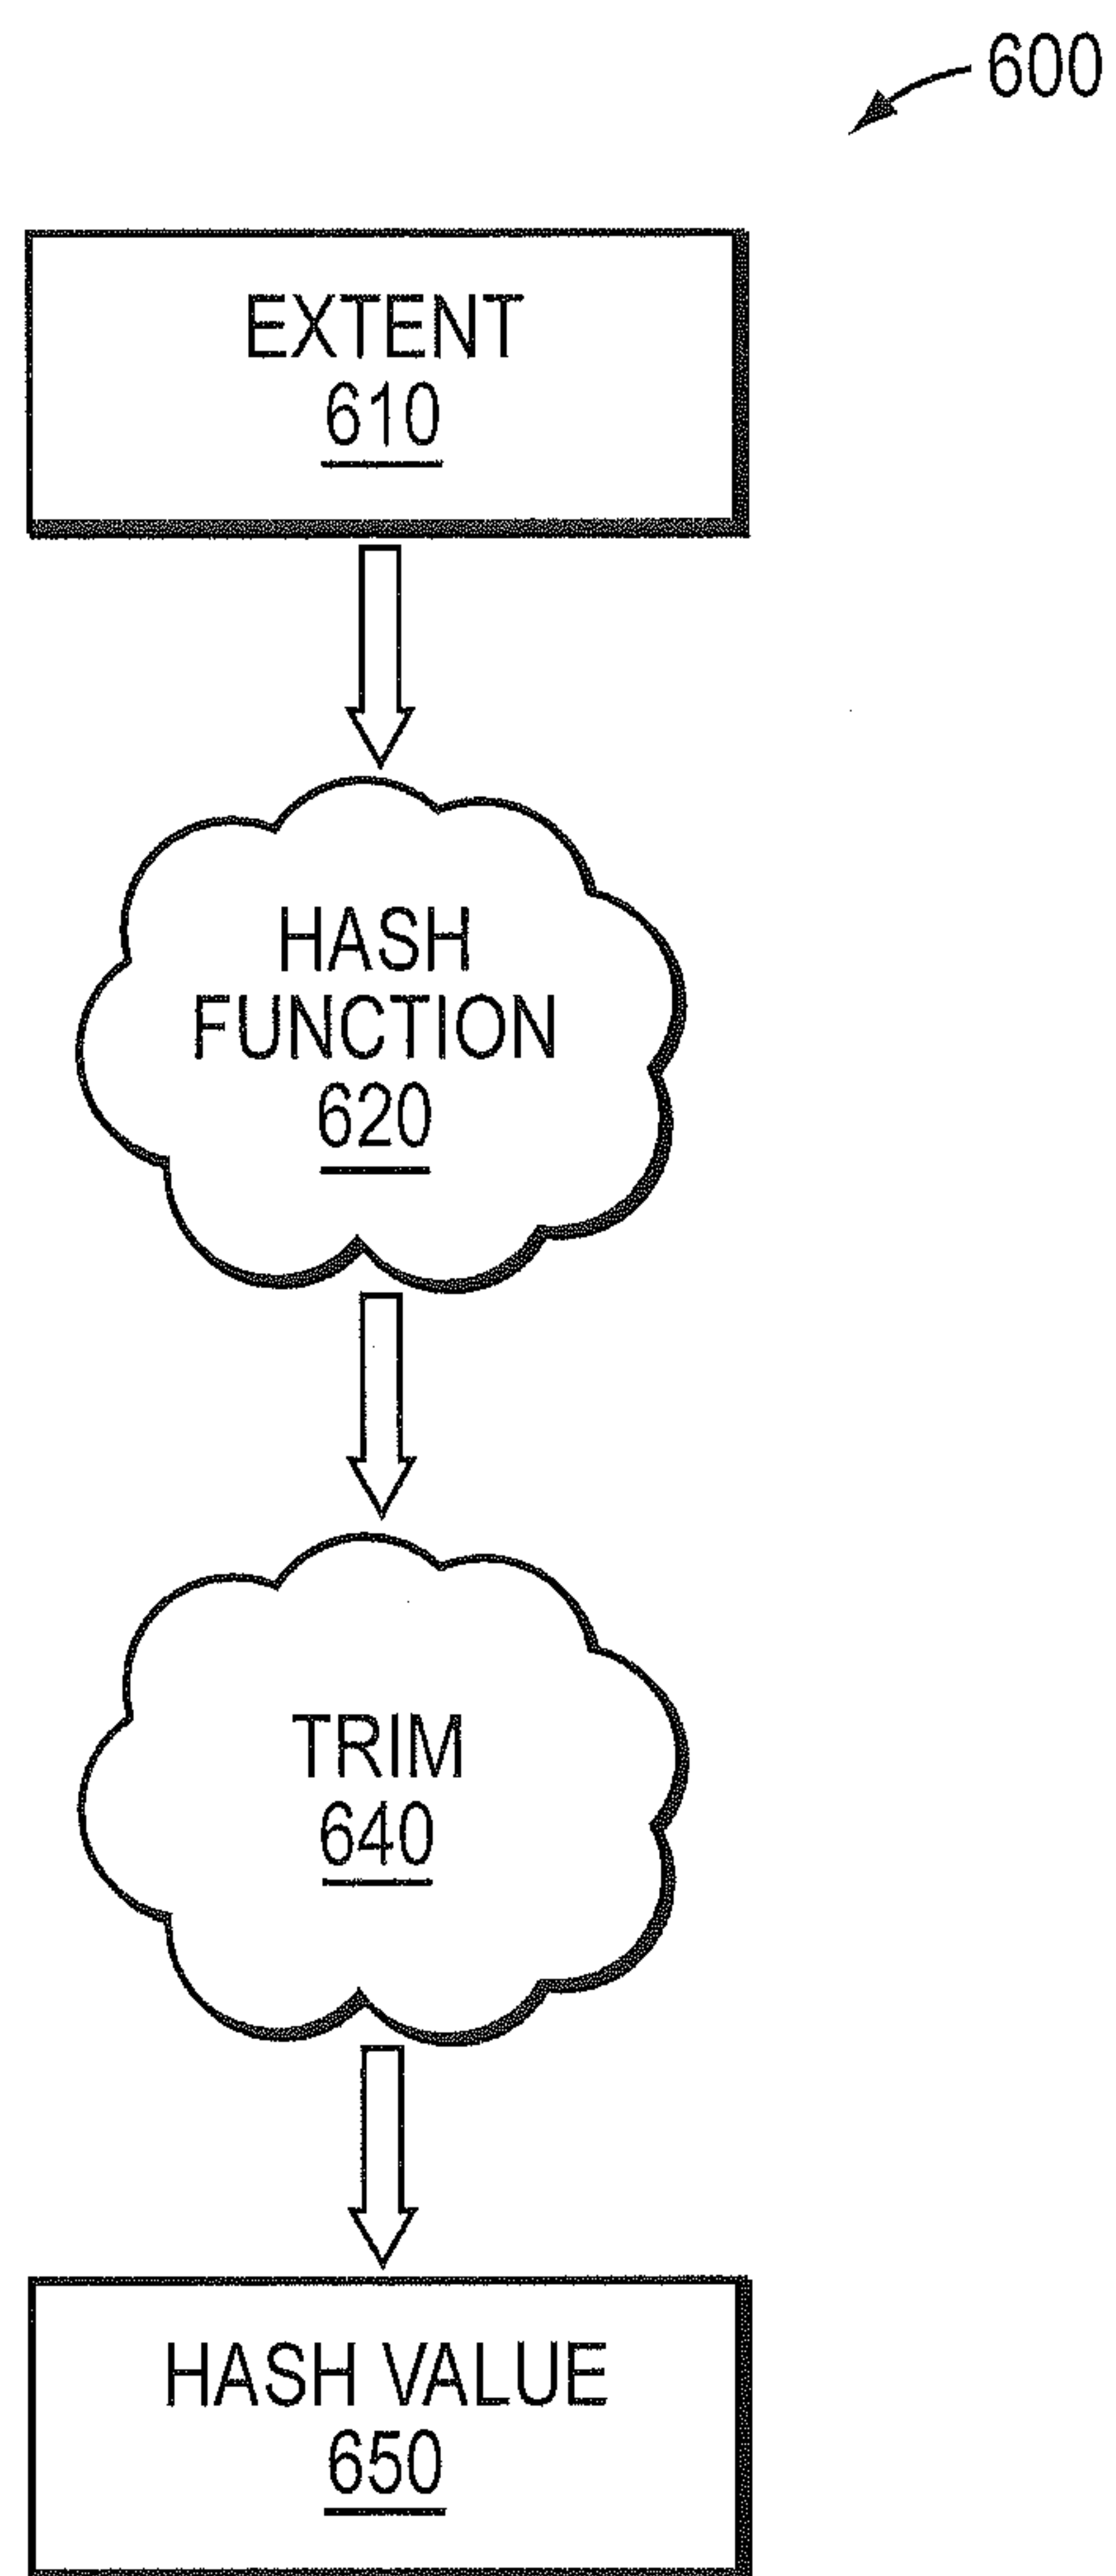 600
EXTENT
610
HASH
FUNCTION
620
TRIM
640
HASH VALUE
650